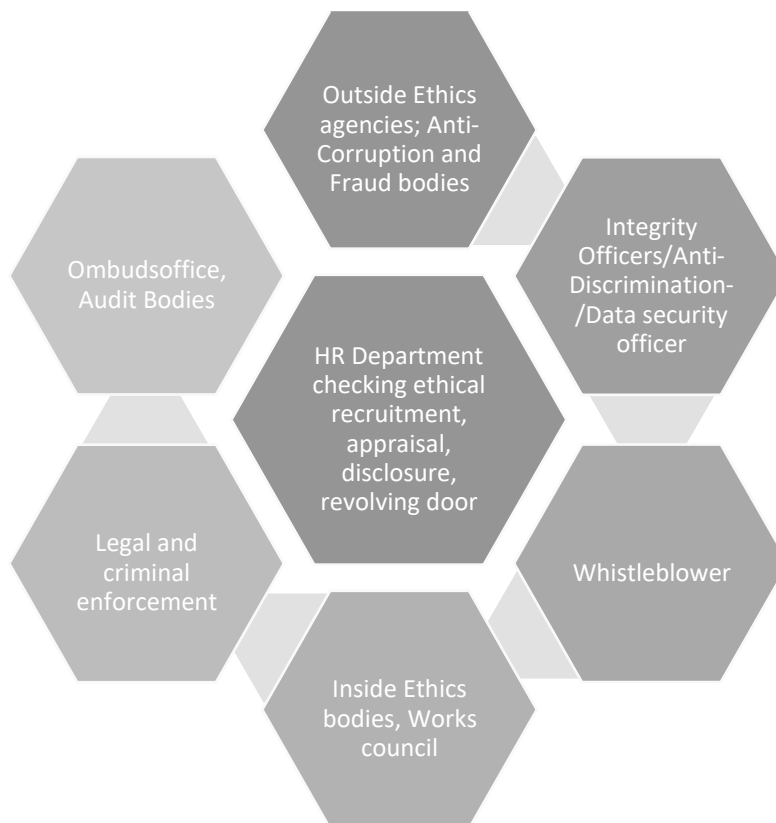 Outside Ethics
agencies; Anti-
Corruption and
Fraud bodies
Integrity
Officers/Anti-
Discrimination-
/Data security
officer
Ombudsoffice,
Audit Bodies
HR Department
checking ethical
recruitment,
appraisal,
disclosure,
revolving door
Legal and
criminal
enforcement
Whistleblower
Inside Ethics
bodies, Works
council